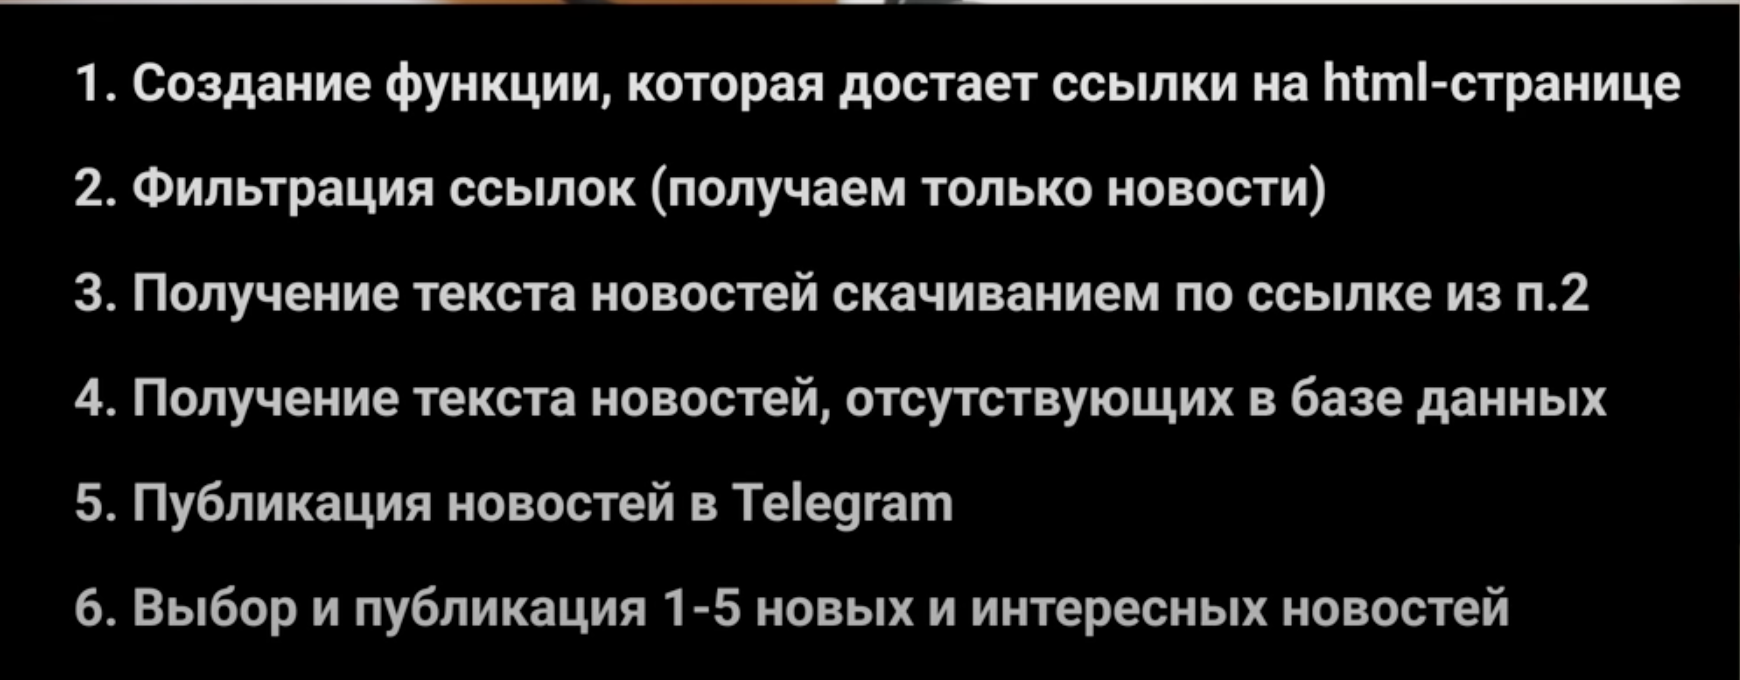 1. Создание функции, которая достает ссылки на html-странице
2. Фильтрация ссылок (получаем только новости)
3. Получение текста новостей скачиванием по ссылке из п.2
4. Получение текста новостей, отсутствующих в базе данных
5. Публикация новостей в Telegram
6. Выбор и публикация 1-5 новых и интересных новостей